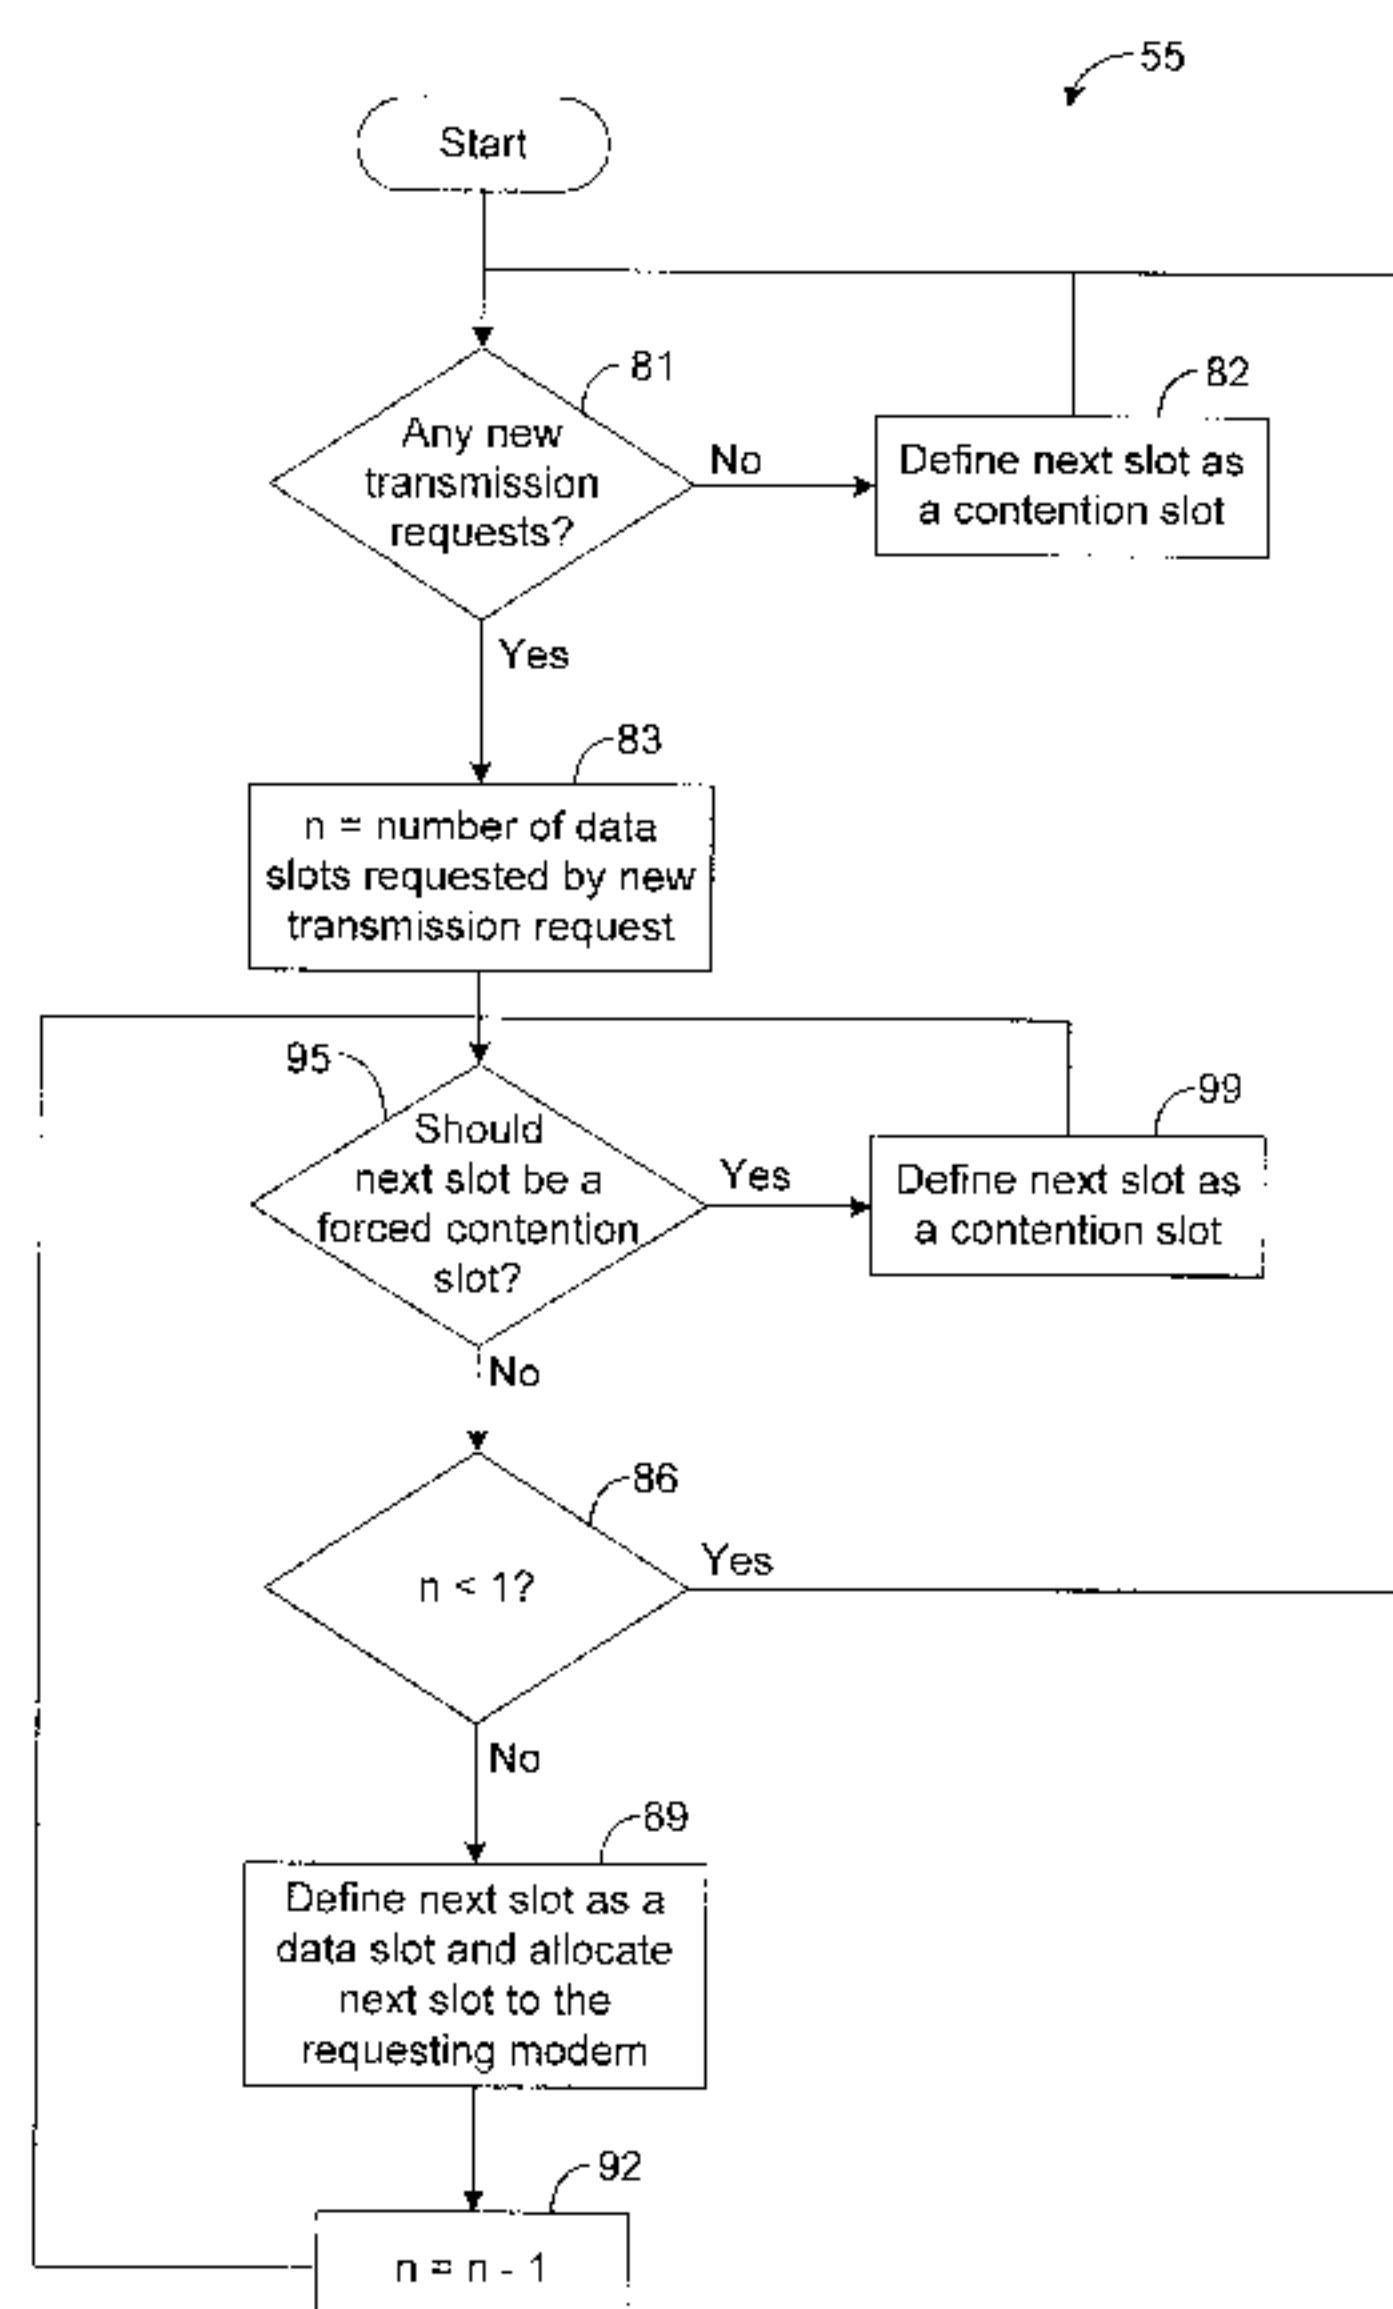 55
Start
81
Any new
transmission
requests?
No
82
Define next slot as
a contention slot
Yes
83
n = number of data
slots requested by new
transmission request
95
Should
next slot be a
forced contention
slot?
Yes
99
Define next slot as
a contention slot
No
86
n < 1?
Yes
No
89
Define next slot as a
data slot and allocate
next slot to the
requesting modem
92
n = n - 1